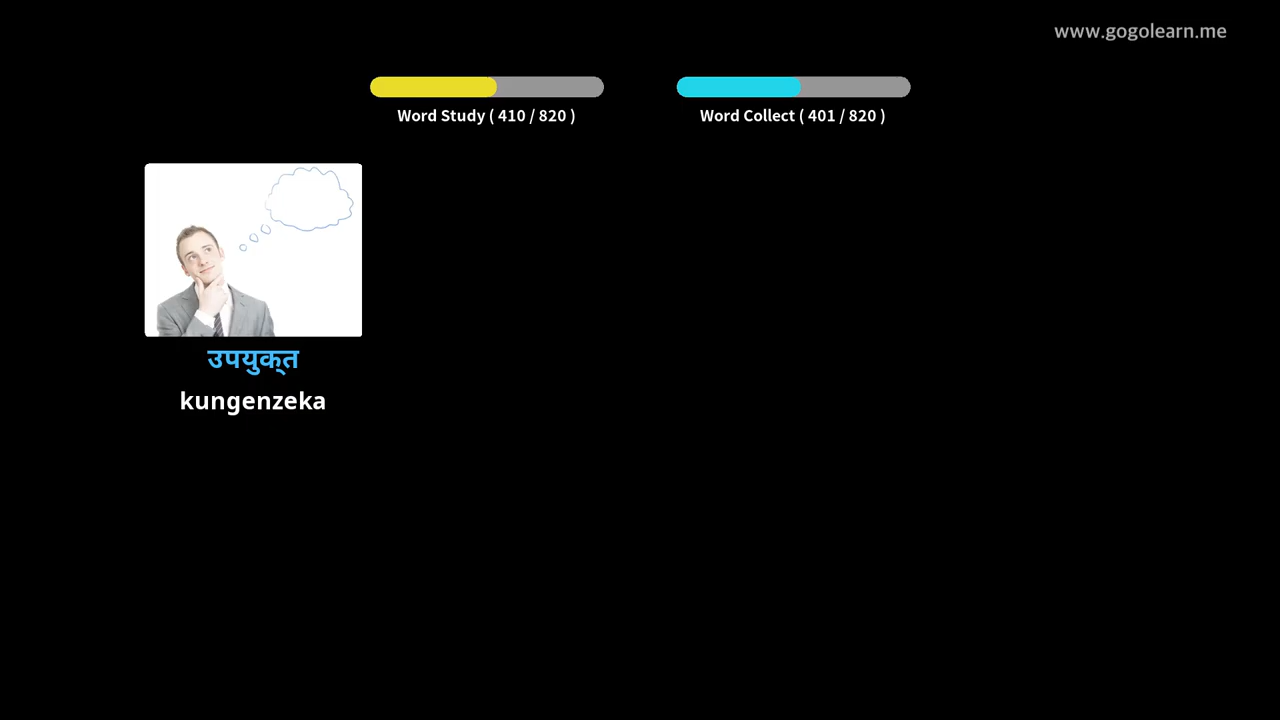 www.gogolearn.me
Word Study ( 410 / 820 )
Word Collect ( 401 / 820 )
उपयुक्त
kungenzeka